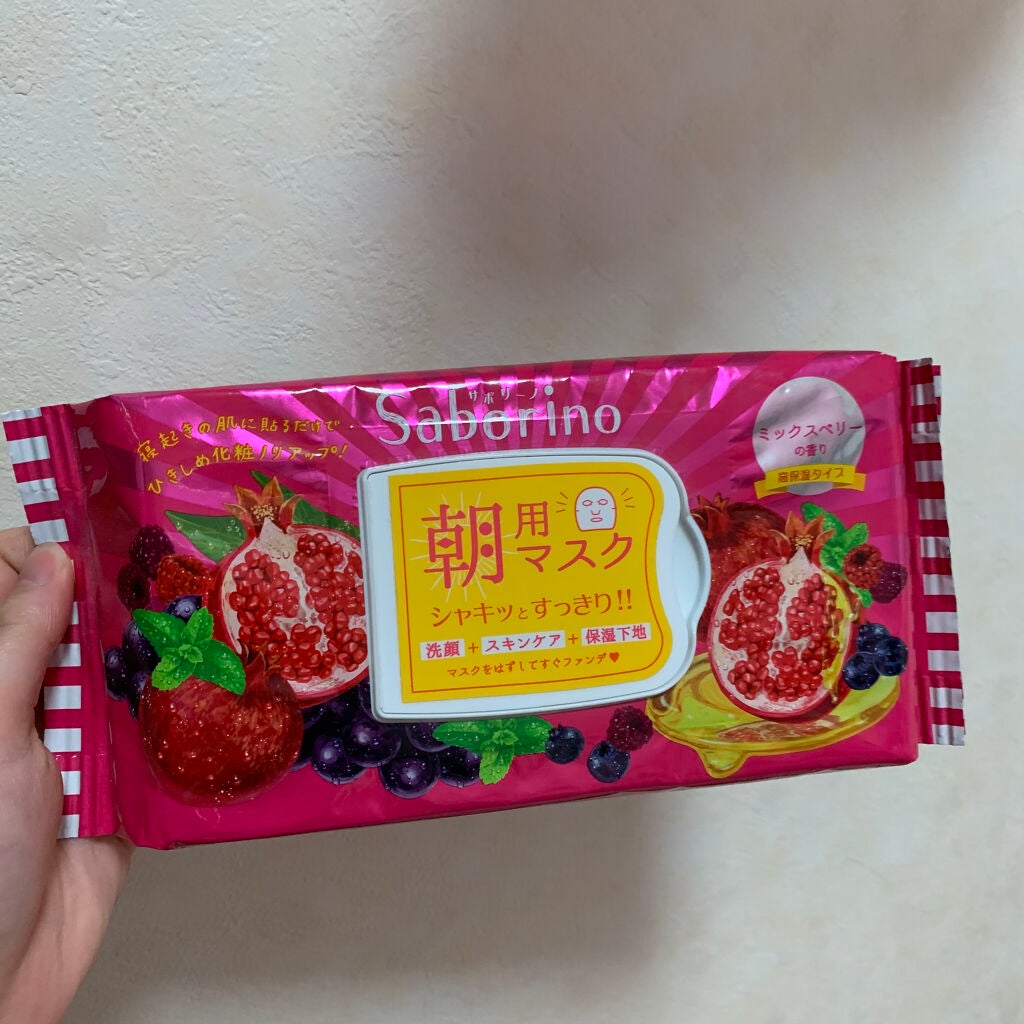 寝起きの肌に貼るだけで
ひきしめ化粧ノリアップ!
サボリーノ
Saborino
ミックスベリー
の香り
高保湿タイプ
朝用マスク
シャキッとすっきり!!
洗顔+スキンケア+保湿下地
マスクをはずしてすぐファンデ♥